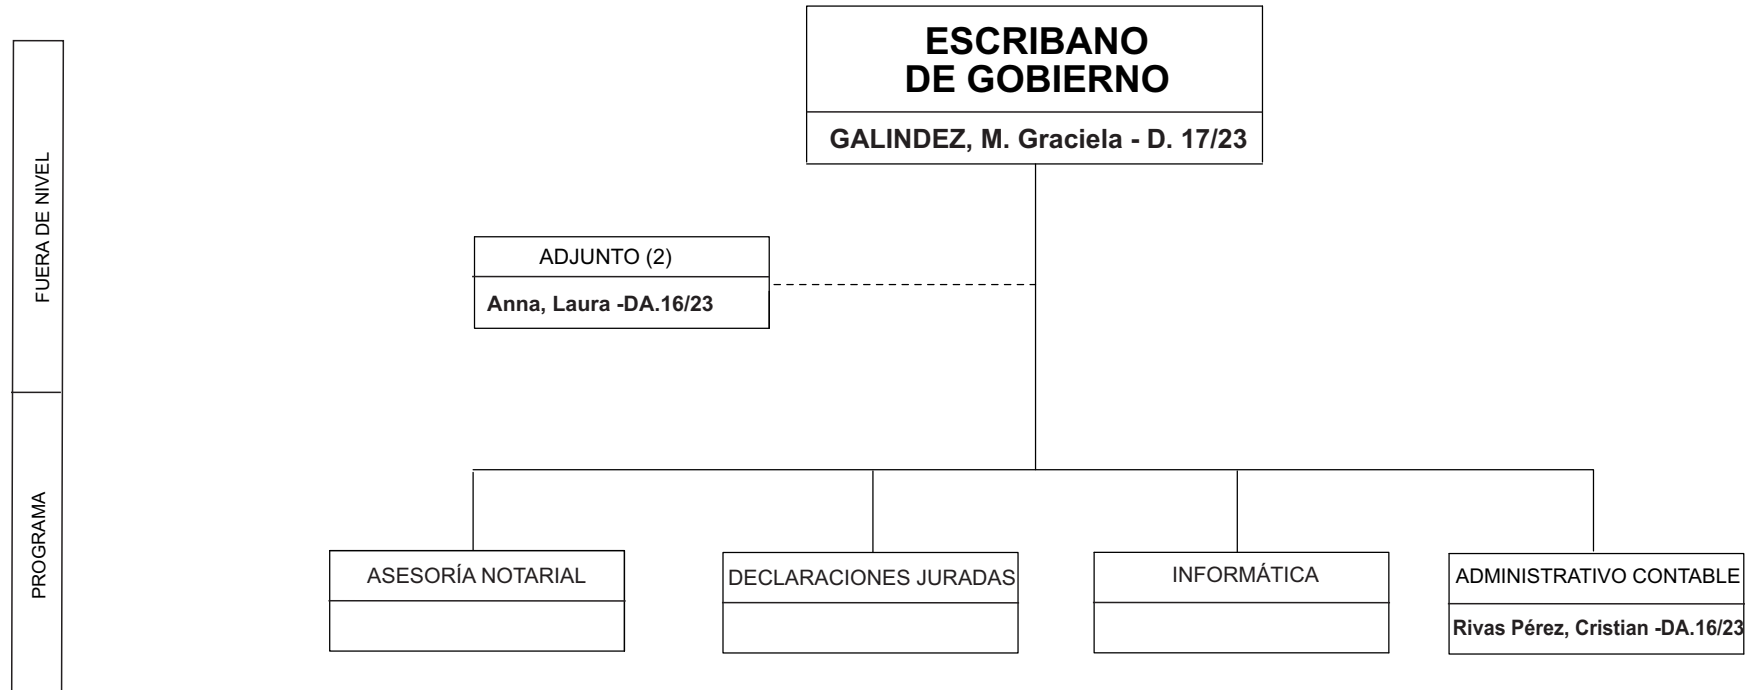 ESCRIBANO
DE GOBIERNO
GALINDEZ, M. Graciela - D. 17/23
FUERA DE NIVEL
ADJUNTO (2)
Anna, Laura -DA.16/23
PROGRAMA
ASESORÍA NOTARIAL
DECLARACIONES JURADAS
INFORMÁTICA
ADMINISTRATIVO CONTABLE
Rivas Pérez, Cristian -DA.16/23